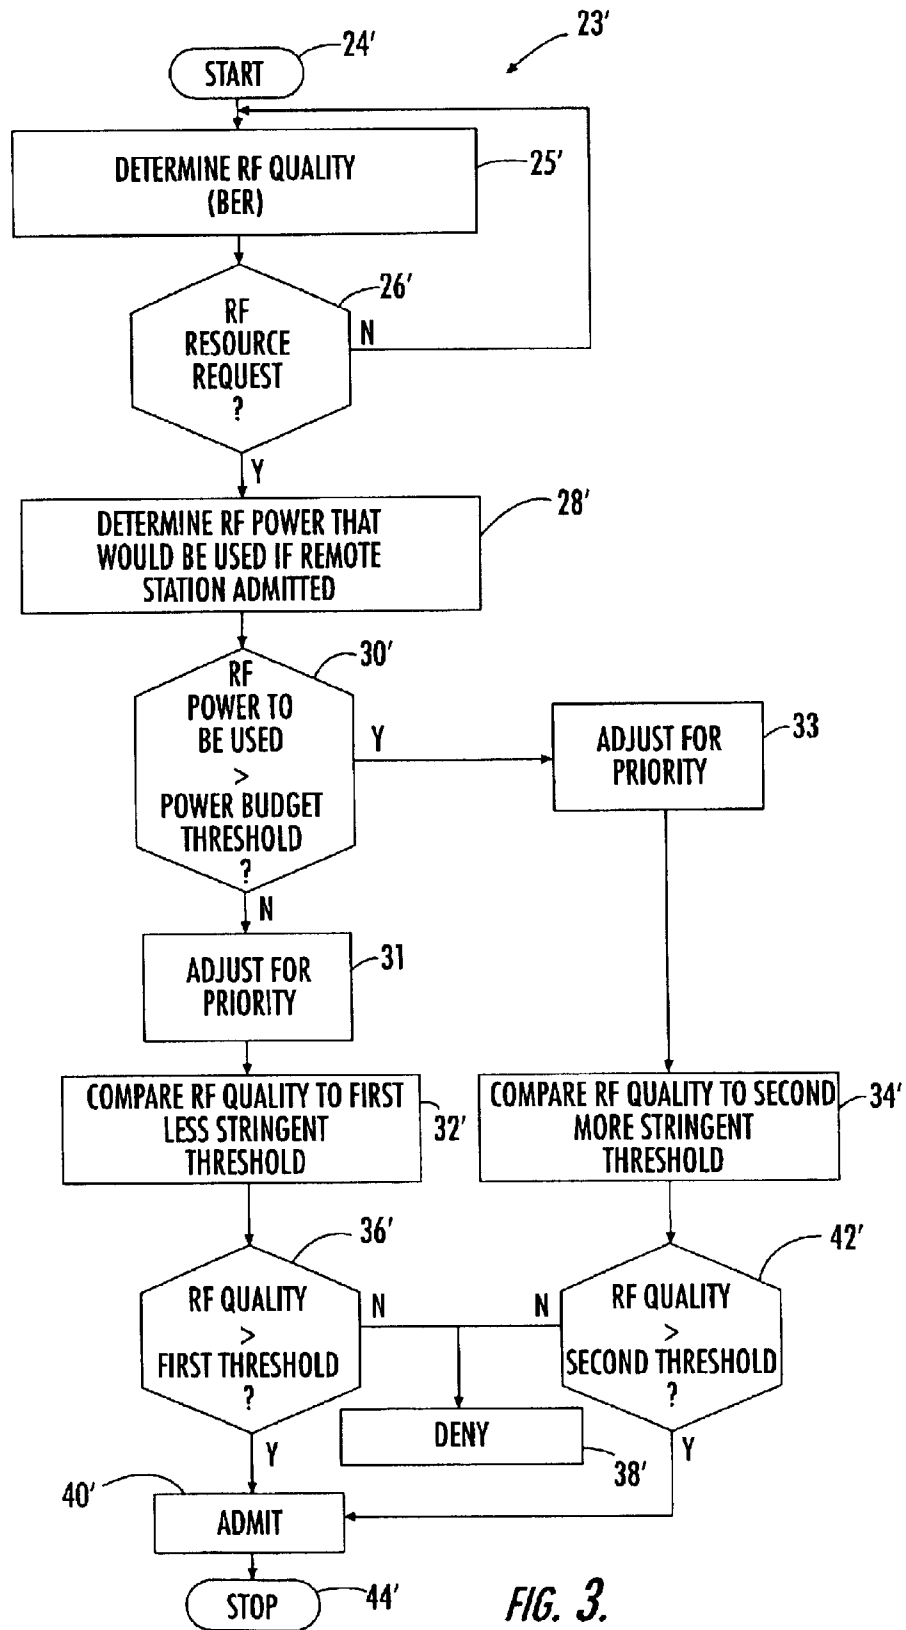 23'
24'
START
DETERMINE RF QUALITY
(BER)
25'
26'
RF
RESOURCE
REQUEST
?
N
Y
DETERMINE RF POWER THAT
WOULD BE USED IF REMOTE
STATION ADMITTED
28'
30'
RF
POWER TO
BE USED
>
POWER BUDGET
THRESHOLD
?
Y
N
ADJUST FOR
PRIORITY
33
ADJUST FOR
PRIORITY
31
COMPARE RF QUALITY TO FIRST
LESS STRINGENT
THRESHOLD
32'
COMPARE RF QUALITY TO SECOND
MORE STRINGENT
THRESHOLD
34'
36'
RF QUALITY
>
FIRST THRESHOLD
?
N
Y
42'
RF QUALITY
>
SECOND THRESHOLD
?
N
Y
DENY
38'
40'
ADMIT
STOP
44'
FIG. 3.